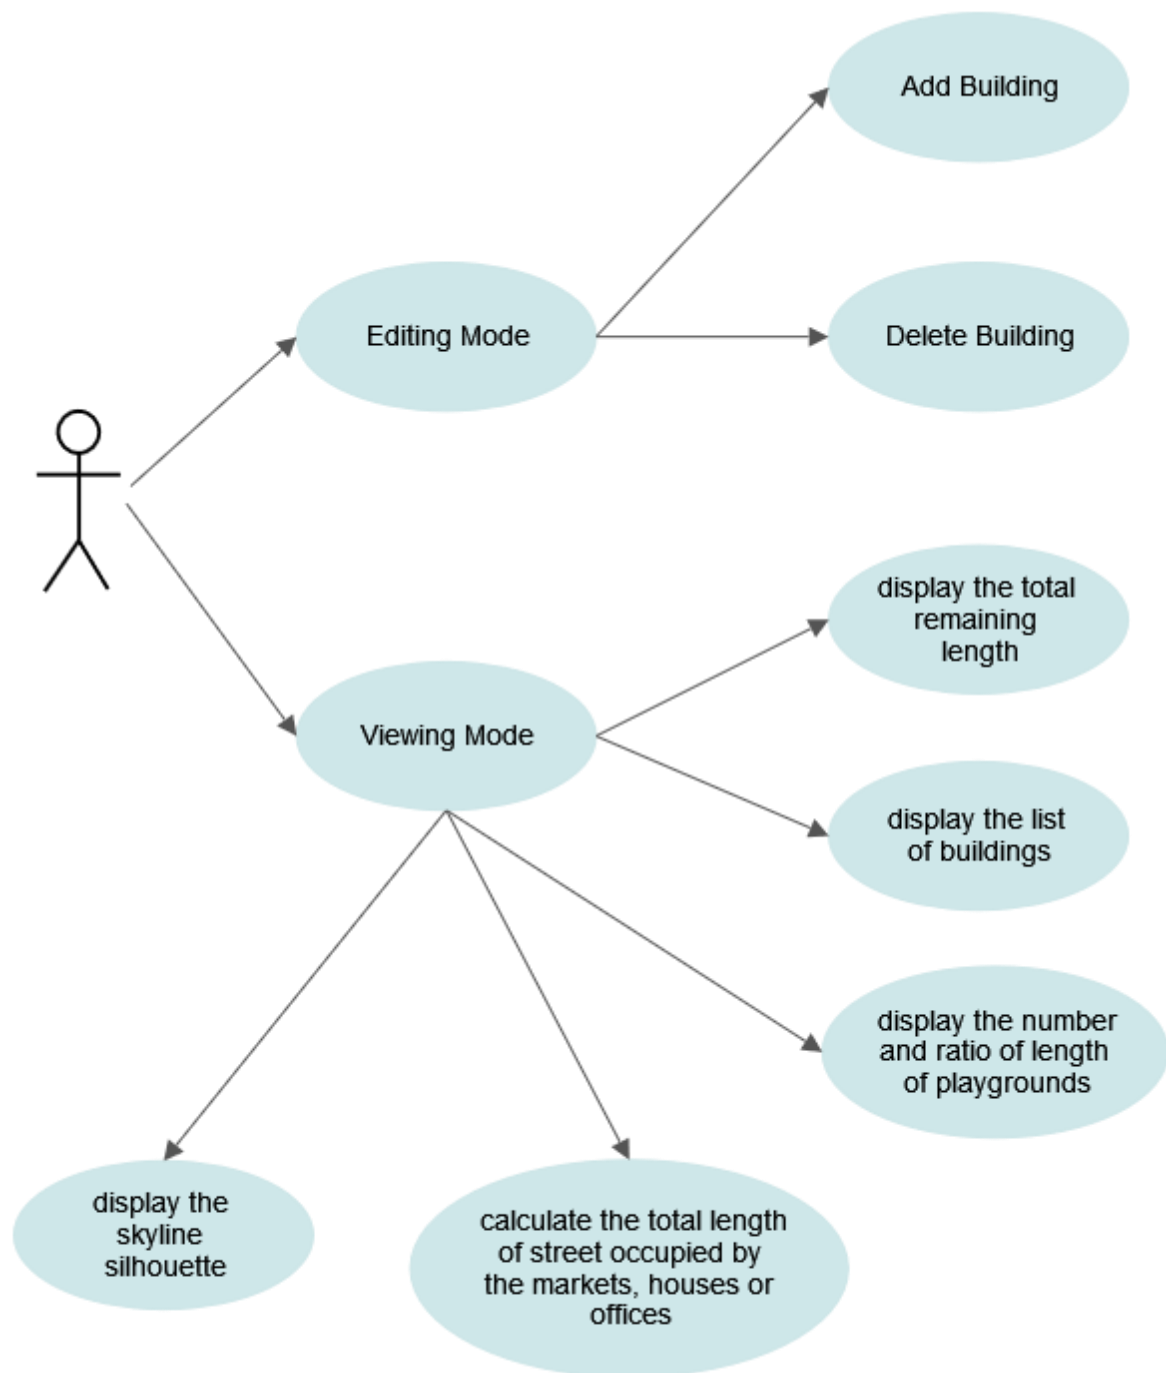 Add Building
Editing Mode
Delete Building
display the total
remaining
length
Viewing Mode
display the list
of buildings
display the number
and ratio of length
of playgrounds
display the
skyline
silhouette
calculate the total length
of street occupied by
the markets, houses or
offices